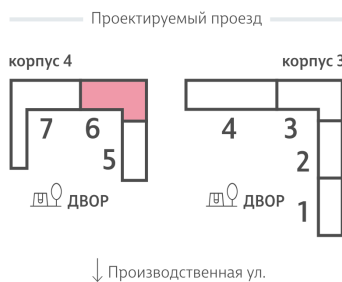 Проектируемый проезд
корпус 4
корпус 3
7 6
5
4 3
2
1
ДВОР
ДВОР
↓ Производственная ул.